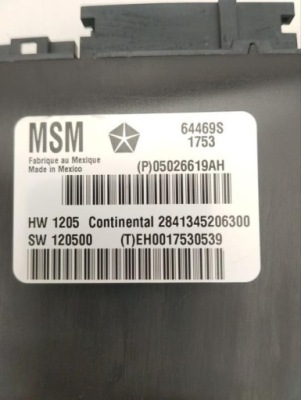 MSM
64469S
1753
Fabrique au Mexique
Made in Mexico
(P)05026619AH
HW 1205 Continental 2841345206300
SW 120500 (T)EH0017530539